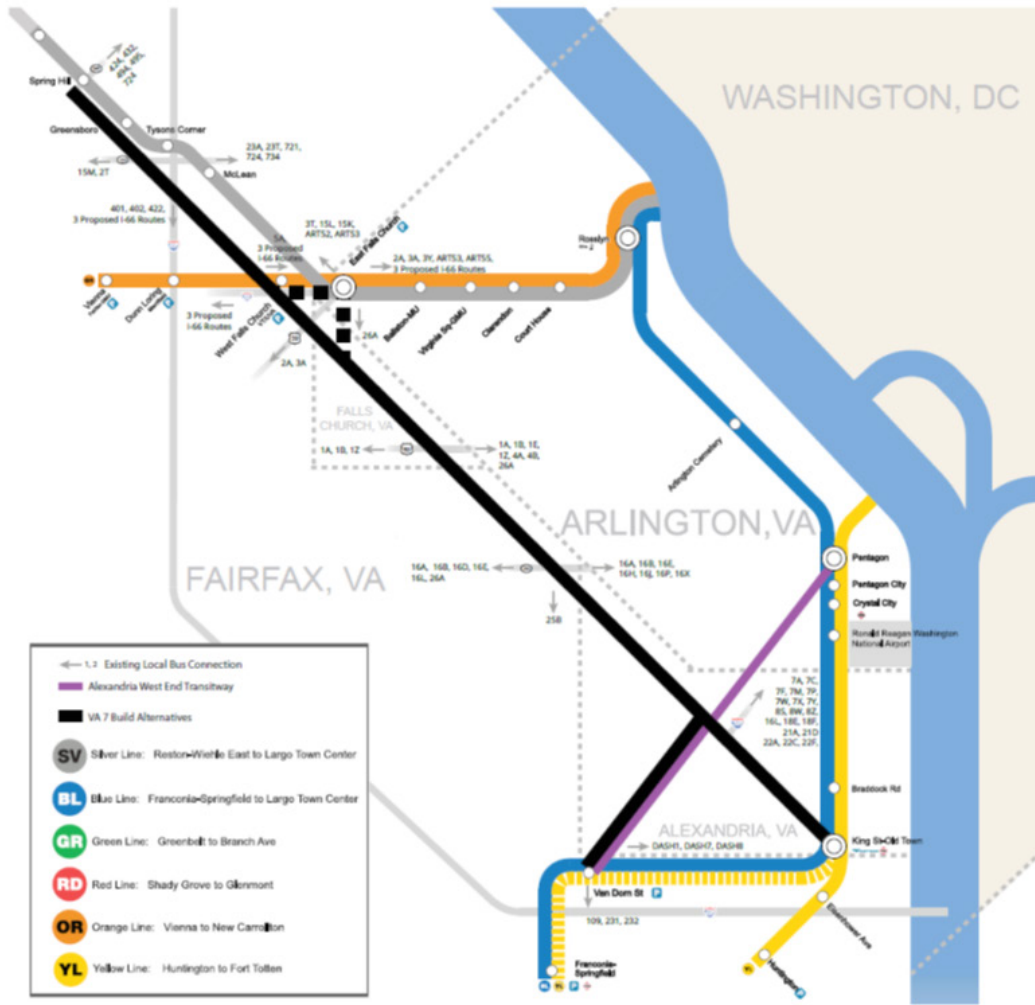 WASHINGTON, DC
424, 432,
494, 495,
724
Spring Hill
Greensboro
Tysons Corner
23A, 23T, 721,
724, 734
15M, 2T
McLean
401, 402, 422,
3 Proposed I-66 Routes
5A,
3 Proposed
I-66 Routes
3T, 15L, 15K,
ART52, ART53
East Falls Church
2A, 3A, 3Y, ART53, ART55,
3 Proposed I-66 Routes
Rosslyn
OR
Vienna
Dunn Loring
West Falls Church
3 Proposed
I-66 Routes
Ballston-MU
Virginia Sq-GMU
Clarendon
Court House
26A
2A, 3A
FALLS
CHURCH, VA
1A, 1B, 1Z
1A, 1B, 1E,
1Z, 4A, 4B,
26A
Arlington Cemetery
ARLINGTON,VA
FAIRFAX, VA
16A, 16B, 16D, 16E,
16L, 26A
16A, 16B, 16E,
16H, 16J, 16P, 16X
25B
Pentagon
Pentagon City
Crystal City
Ronald Reagan Washington
National Airport
7A, 7C,
7F, 7M, 7P,
7W, 7X, 7Y,
8S, 8W, 8Z,
16L, 18E, 18F,
21A, 21D
22A, 22C, 22F,
Braddock Rd
ALEXANDRIA, VA
DASH1, DASH7, DASH8
King St-Old Town
Van Dorn St P
109, 231, 232
Eisenhower Ave
Franconia-
Springfield
BL YL P
YL
Huntington
1, 2 Existing Local Bus Connection
Alexandria West End Transitway
VA 7 Build Alternatives
SV Silver Line: Reston-Wiehle East to Largo Town Center
BL Blue Line: Franconia-Springfield to Largo Town Center
GR Green Line: Greenbelt to Branch Ave
RD Red Line: Shady Grove to Glenmont
OR Orange Line: Vienna to New Carrollton
YL Yellow Line: Huntington to Fort Totten